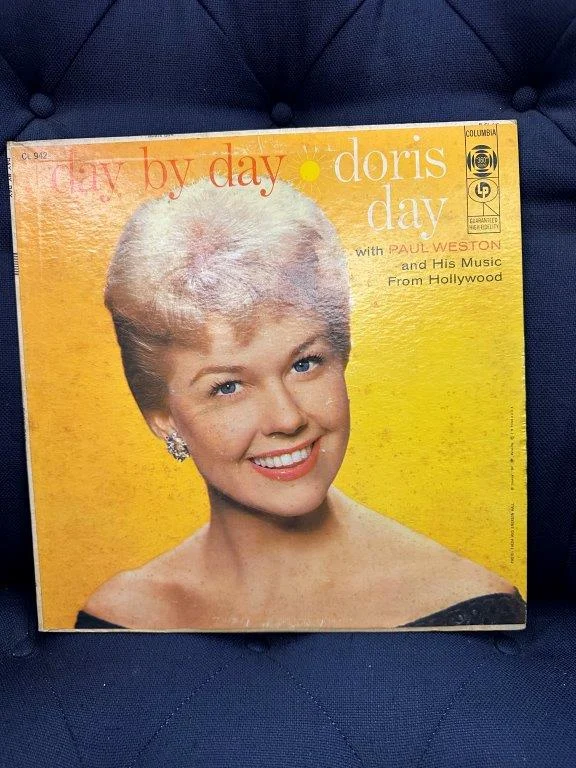 CL 942
day by day doris
day
with PAUL WESTON
and His Music
From Hollywood
COLUMBIA
360
LP
GUARANTEED
HIGH-FIDELITY